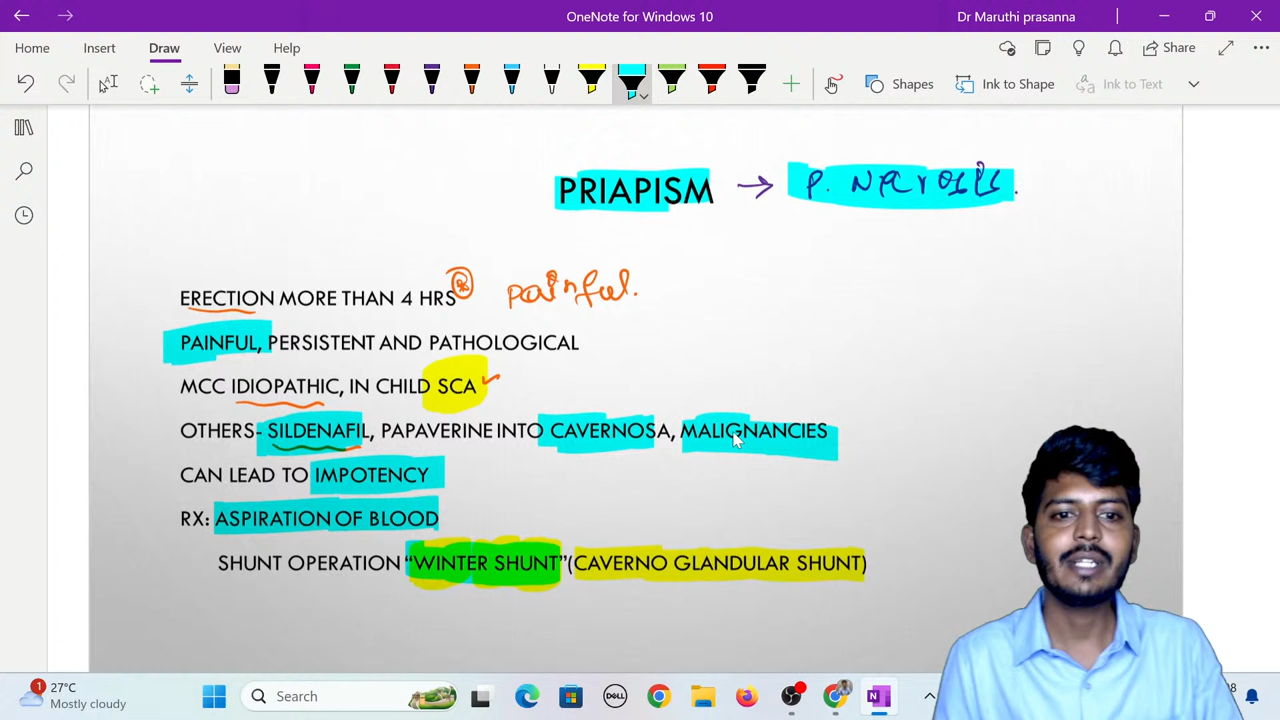 OneNote for Windows 10
Dr Maruthi prasanna
Home Insert Draw View Help
Share
Shapes Ink to Shape Ink to Text
PRIAPISM → P. Necrosis.
ERECTION MORE THAN 4 HRS painful.
PAINFUL, PERSISTENT AND PATHOLOGICAL
MCC IDIOPATHIC, IN CHILD SCA
OTHERS- SILDENAFIL, PAPAVERINE INTO CAVERNOSA, MALIGNANCIES
CAN LEAD TO IMPOTENCY
RX: ASPIRATION OF BLOOD
SHUNT OPERATION “WINTER SHUNT”(CAVERNO GLANDULAR SHUNT)
1 27°C
Mostly cloudy
Search
DELL